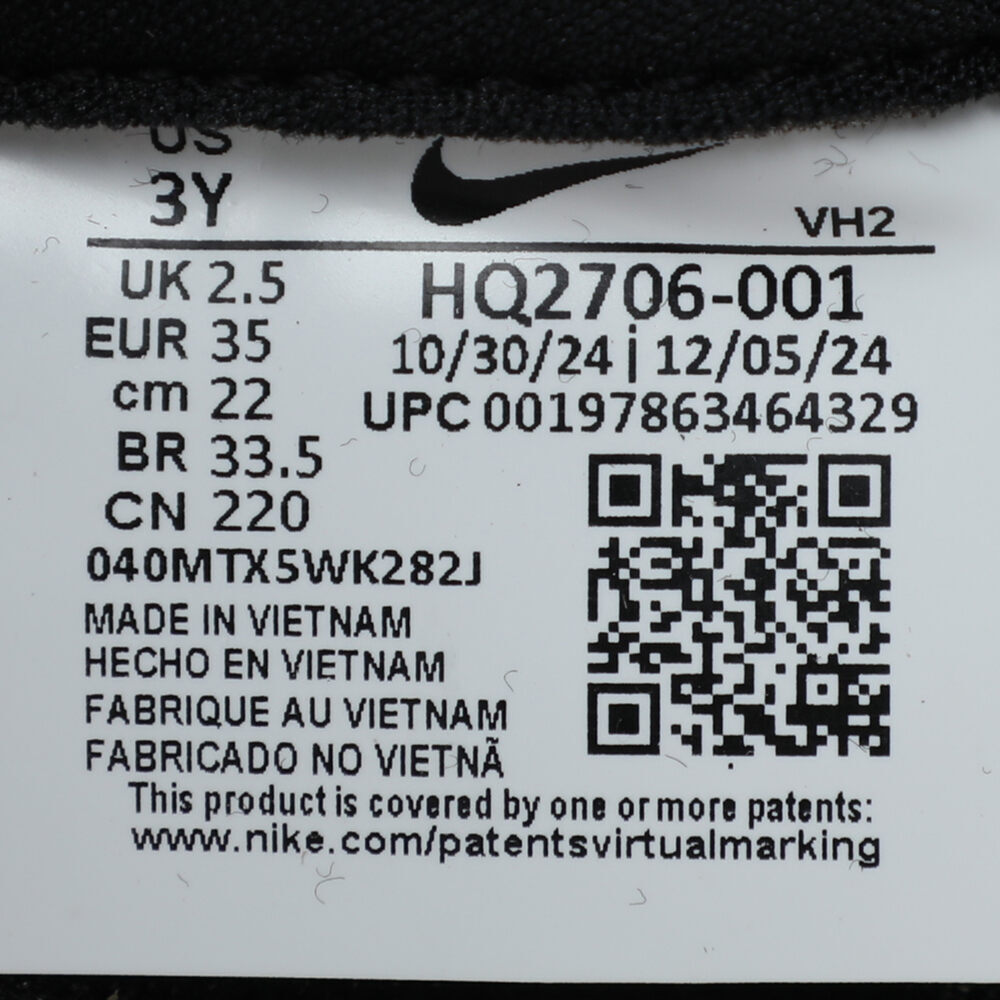 US
3Y
VH2
UK 2.5
EUR 35
cm 22
BR 33.5
CN 220
HQ2706-001
10/30/24 | 12/05/24
UPC 00197863464329
040MTX5WK282J
MADE IN VIETNAM
HECHO EN VIETNAM
FABRIQUE AU VIETNAM
FABRICADO NO VIETNÃ
This product is covered by one or more patents:
www.nike.com/patentsvirtualmarking